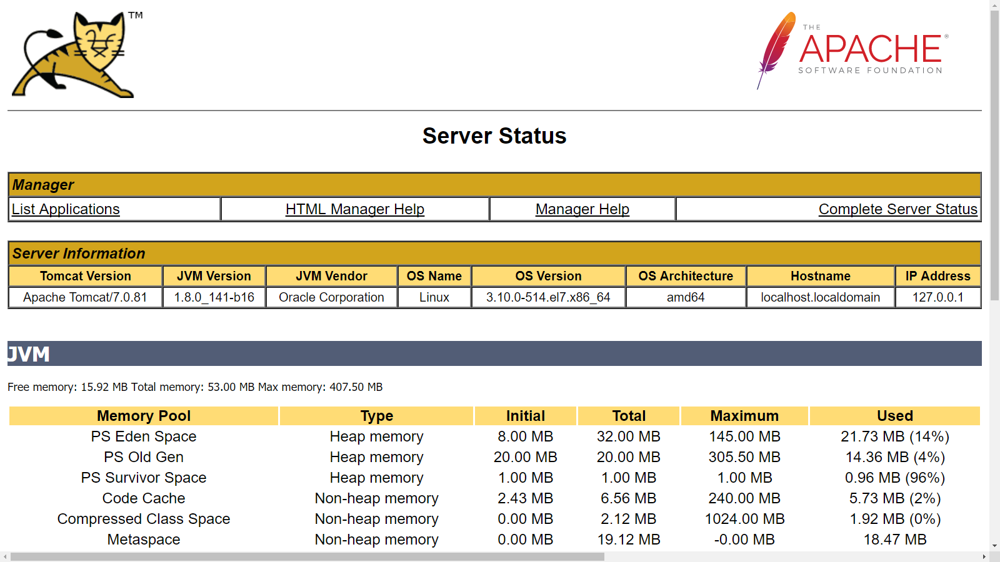 TM
THE
APACHE®
SOFTWARE FOUNDATION
Server Status
Manager
List Applications HTML Manager Help Manager Help Complete Server Status
Server Information
Tomcat Version JVM Version JVM Vendor OS Name OS Version OS Architecture Hostname IP Address
Apache Tomcat/7.0.81 1.8.0_141-b16 Oracle Corporation Linux 3.10.0-514.el7.x86_64 amd64 localhost.localdomain 127.0.0.1
JVM
Free memory: 15.92 MB Total memory: 53.00 MB Max memory: 407.50 MB
Memory Pool Type Initial Total Maximum Used
PS Eden Space Heap memory 8.00 MB 32.00 MB 145.00 MB 21.73 MB (14%)
PS Old Gen Heap memory 20.00 MB 20.00 MB 305.50 MB 14.36 MB (4%)
PS Survivor Space Heap memory 1.00 MB 1.00 MB 1.00 MB 0.96 MB (96%)
Code Cache Non-heap memory 2.43 MB 6.56 MB 240.00 MB 5.73 MB (2%)
Compressed Class Space Non-heap memory 0.00 MB 2.12 MB 1024.00 MB 1.92 MB (0%)
Metaspace Non-heap memory 0.00 MB 19.12 MB -0.00 MB 18.47 MB